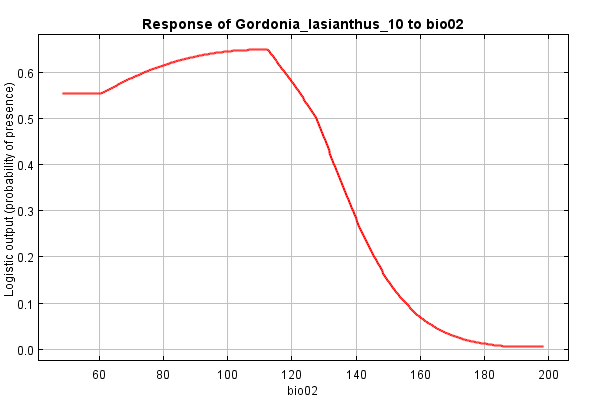 Response of Gordonia_lasianthus_10 to bio02
Logistic output (probability of presence)
0.6
0.5
0.4
0.3
0.2
0.1
0.0
60 80 100 120 140 160 180 200
bio02